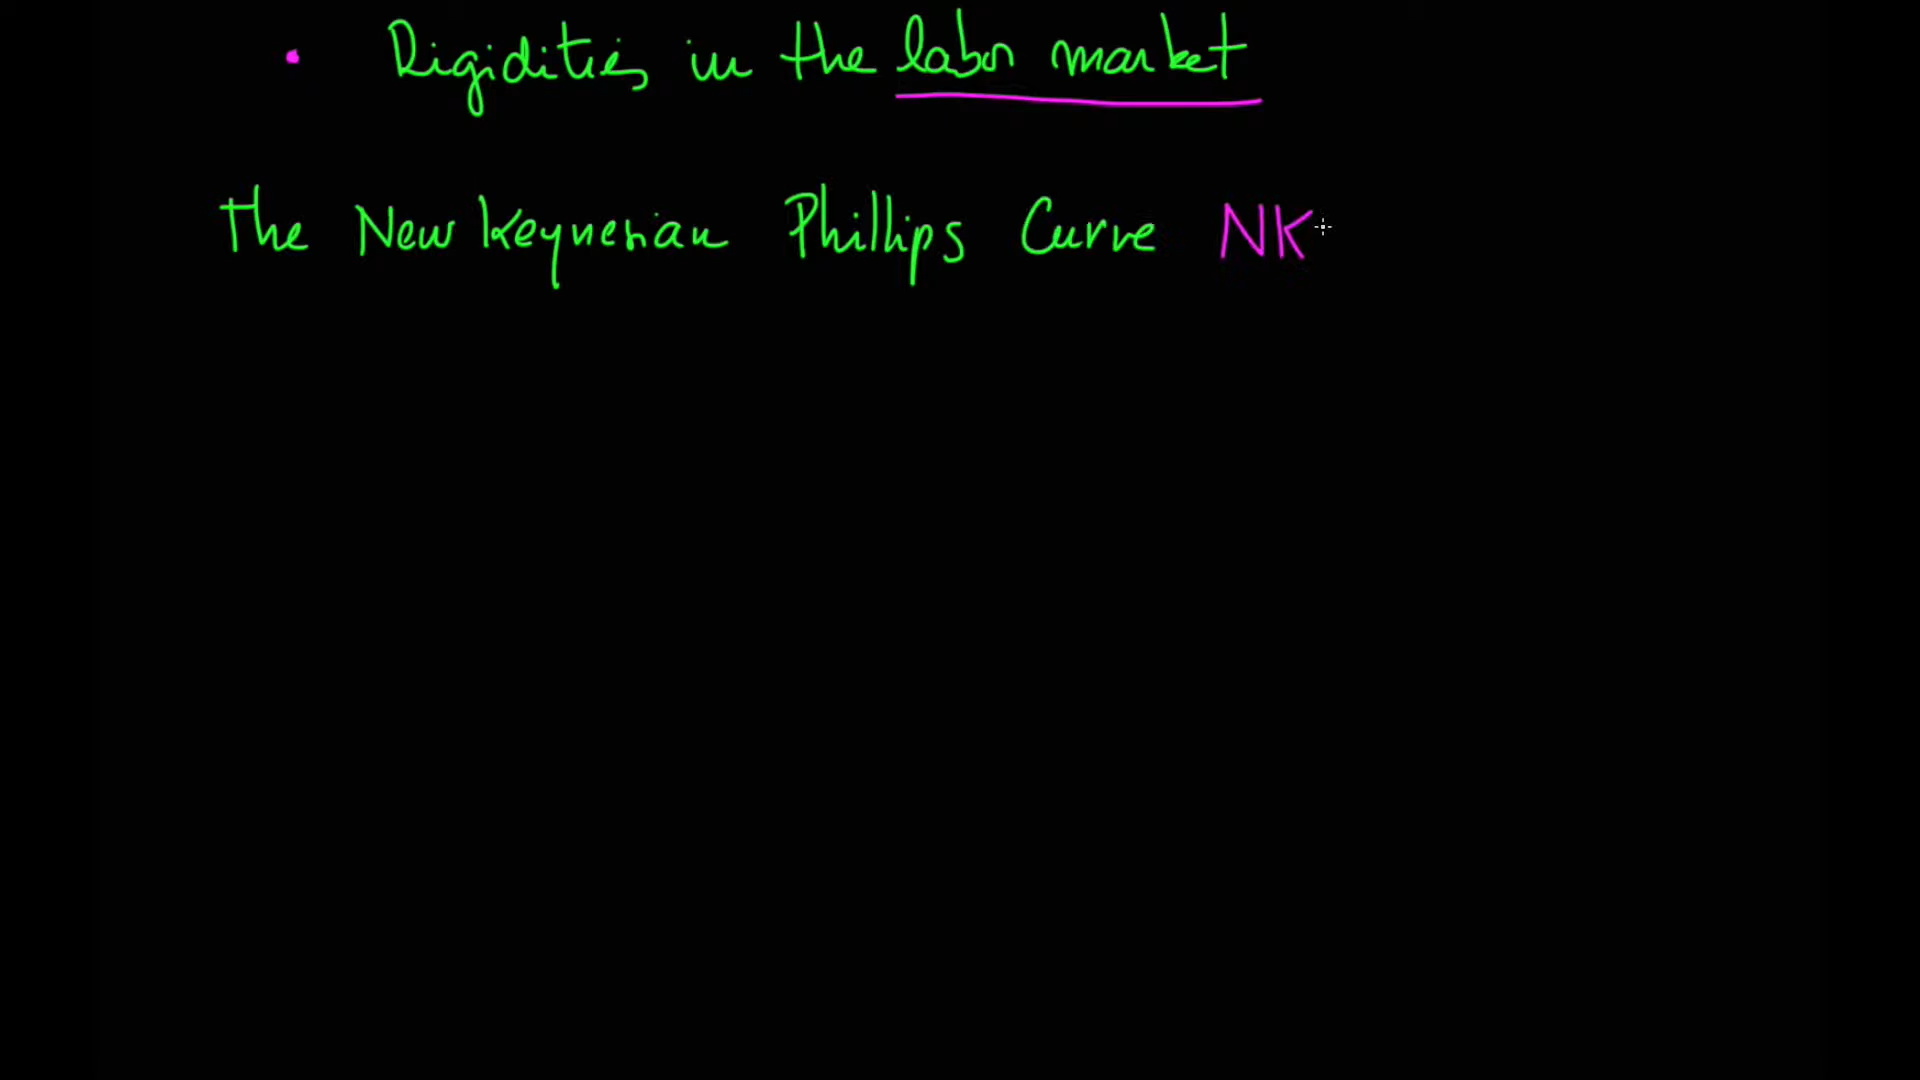 • Rigidities in the labor market
The New Keynesian Phillips Curve NK